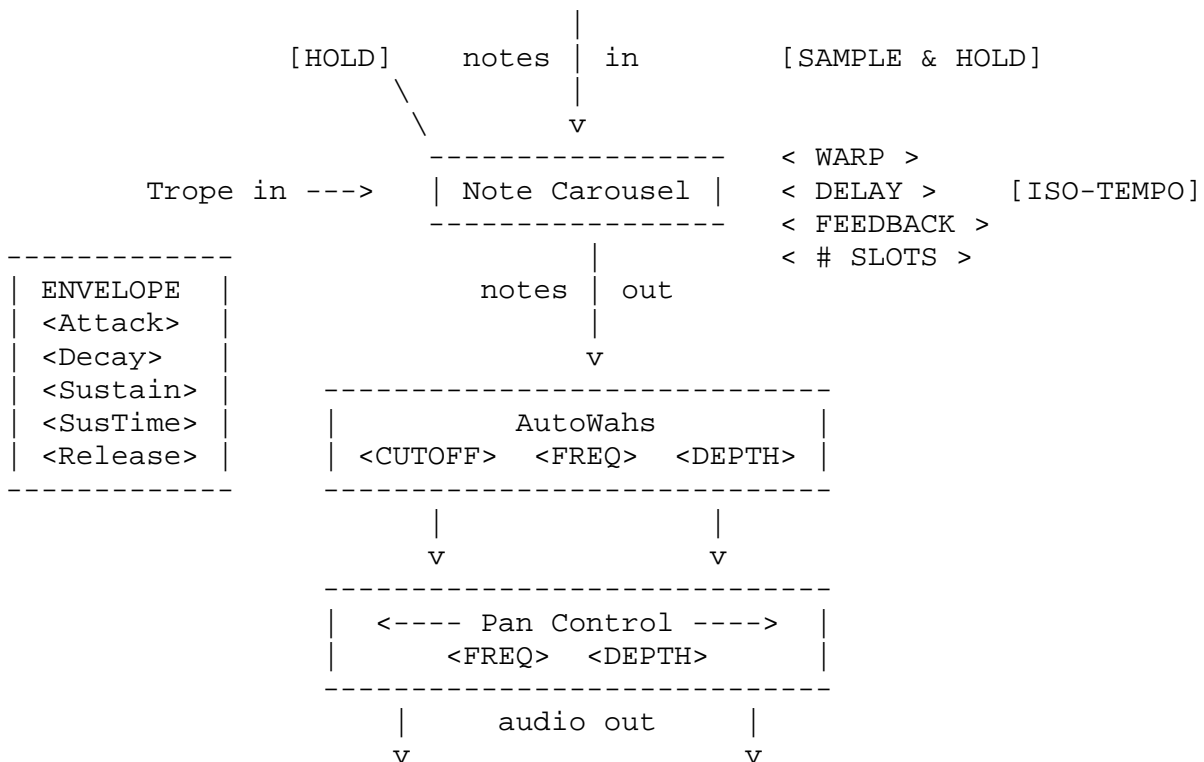 [HOLD] notes | in [SAMPLE & HOLD]
v
< WARP >
Trope in ---> | Note Carousel | < DELAY > [ISO-TEMPO]
< FEEDBACK >
< # SLOTS >
| ENVELOPE | notes | out
| <Attack> |
| <Decay> | v
| <Sustain> |
| <SusTime> | | AutoWahs |
| <Release> | | <CUTOFF> <FREQ> <DEPTH> |
v v
| <---- Pan Control ----> |
| <FREQ> <DEPTH> |
| audio out |
v v